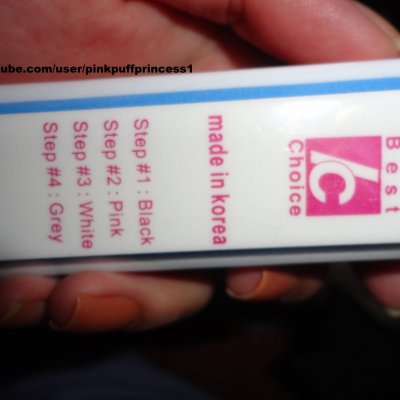 ube.com/user/pinkpuffprincess1
Best
Choice
made in korea
Step #1 : Black
Step #2 : Pink
Step #3 : White
Step #4 : Grey